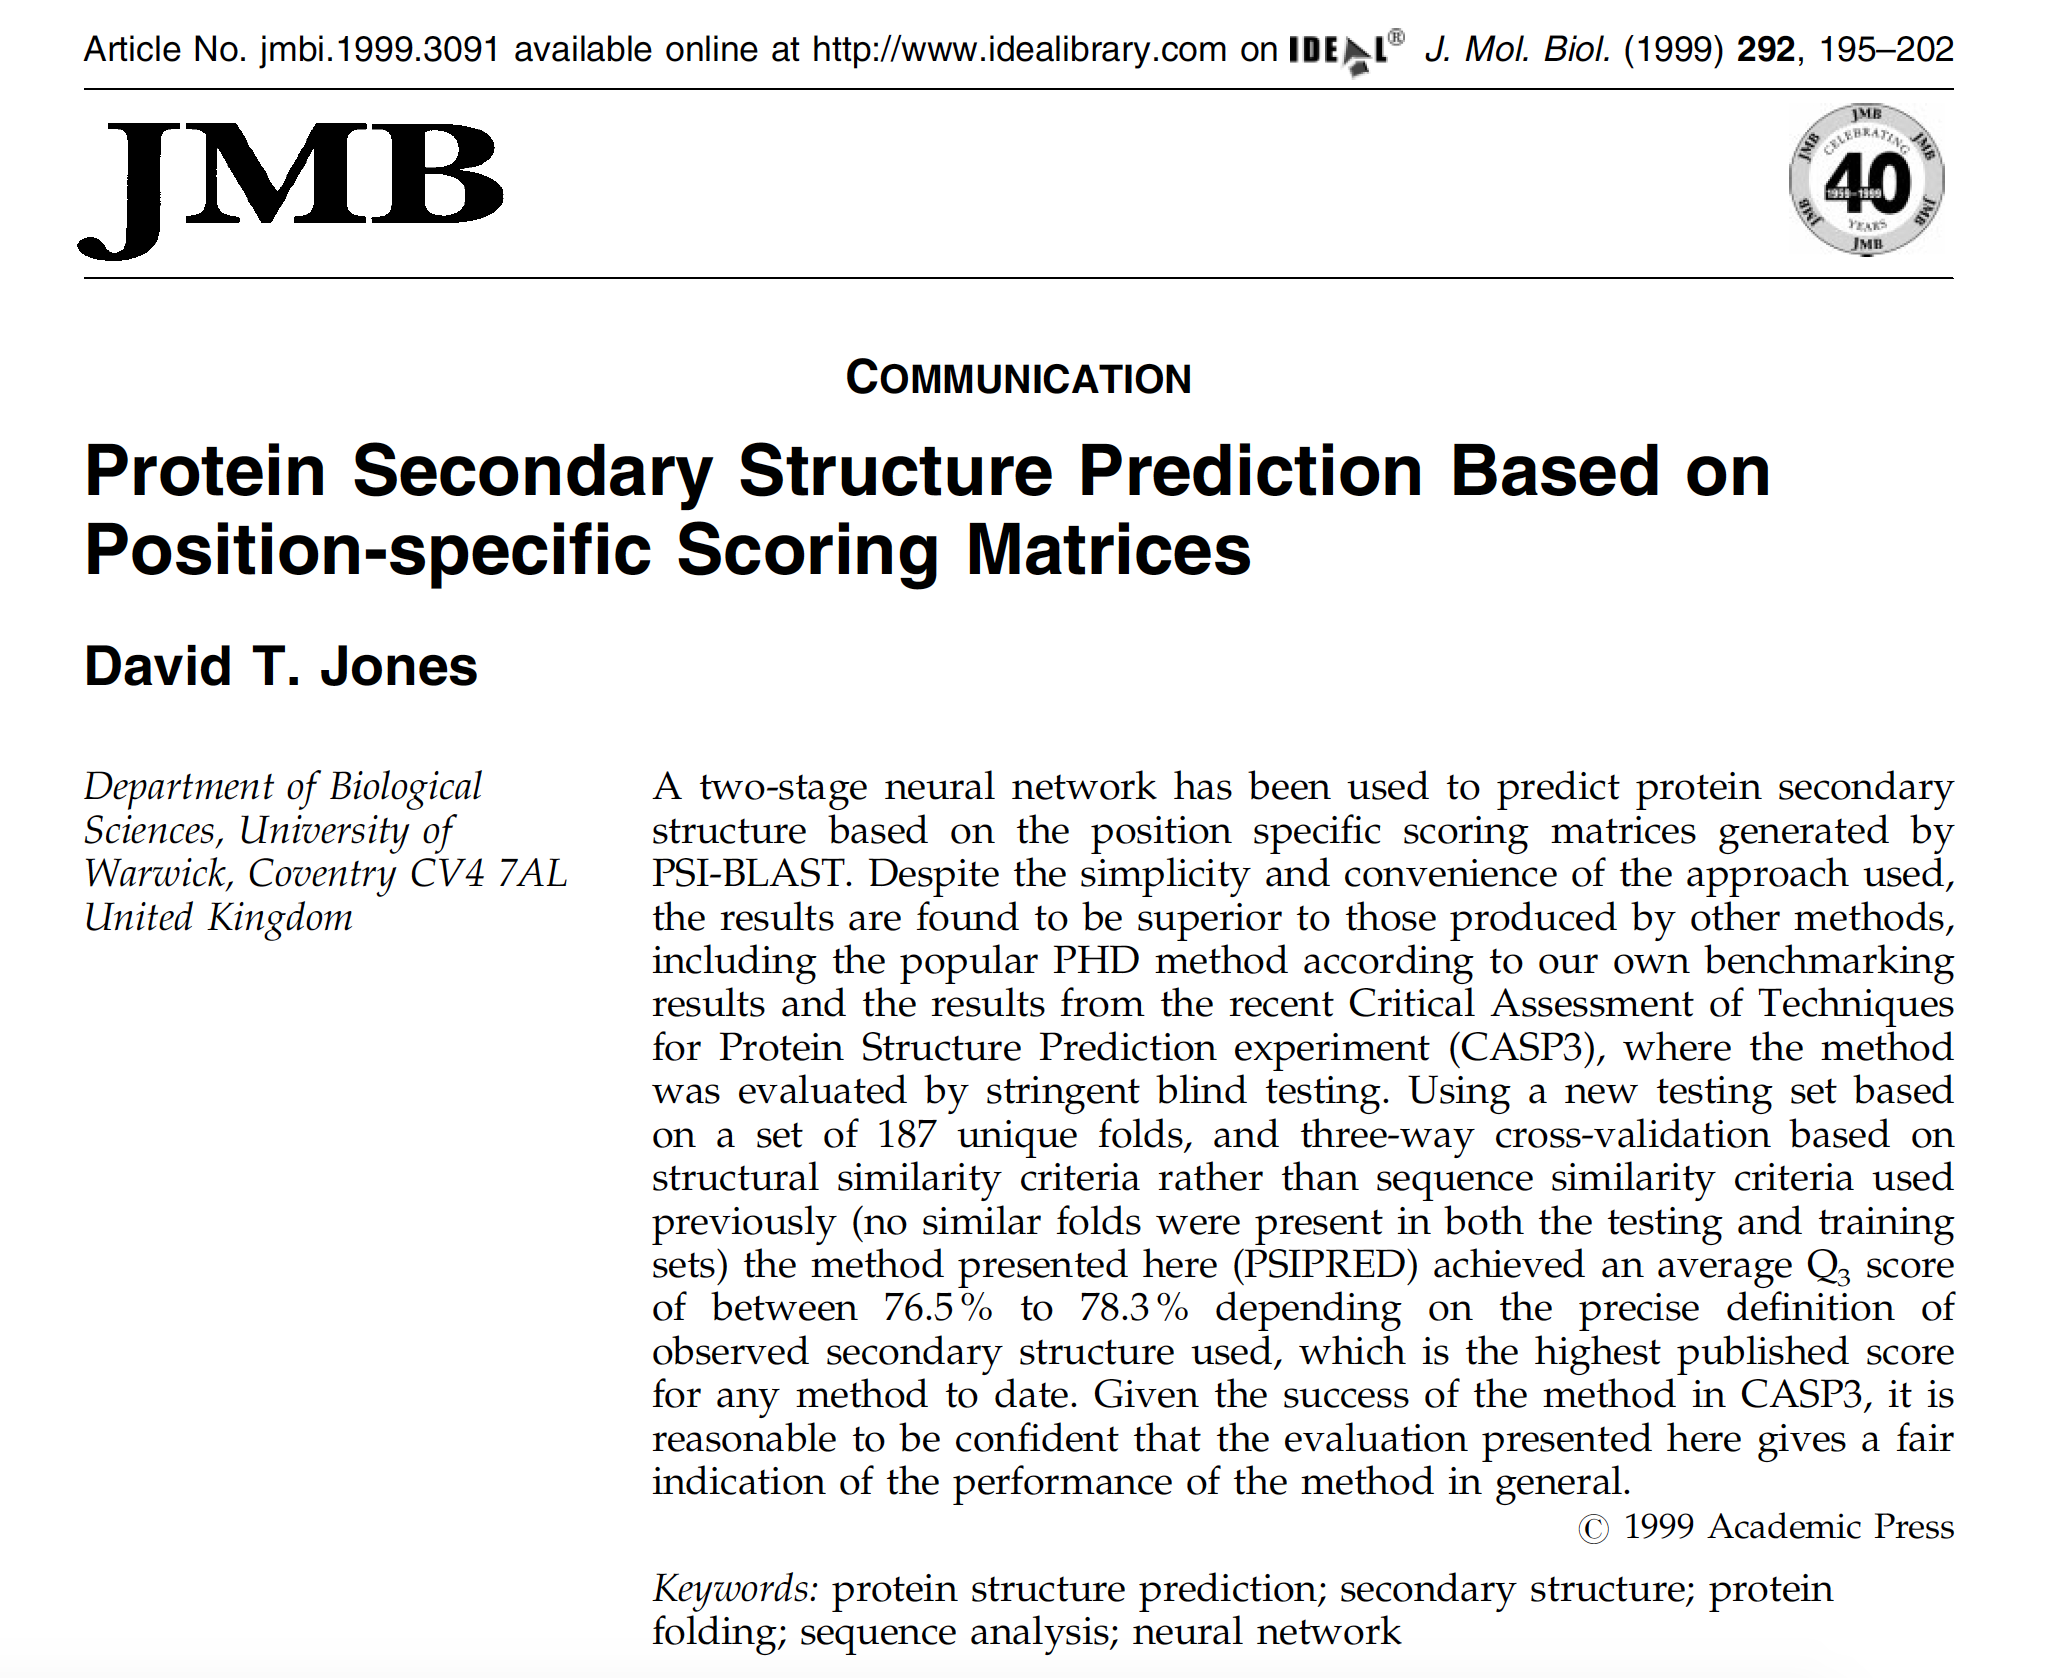 Article No. jmbi.1999.3091 available online at http://www.idealibrary.com on IDEAL® J. Mol. Biol. (1999) 292, 195–202
JMB
JMB
JMB
JMB
CELEBRATING
40
1959–1999
YEARS
JMB
JMB
JMB
COMMUNICATION
Protein Secondary Structure Prediction Based on
Position-specific Scoring Matrices
David T. Jones
Department of Biological
Sciences, University of
Warwick, Coventry CV4 7AL
United Kingdom
A two-stage neural network has been used to predict protein secondary
structure based on the position specific scoring matrices generated by
PSI-BLAST. Despite the simplicity and convenience of the approach used,
the results are found to be superior to those produced by other methods,
including the popular PHD method according to our own benchmarking
results and the results from the recent Critical Assessment of Techniques
for Protein Structure Prediction experiment (CASP3), where the method
was evaluated by stringent blind testing. Using a new testing set based
on a set of 187 unique folds, and three-way cross-validation based on
structural similarity criteria rather than sequence similarity criteria used
previously (no similar folds were present in both the testing and training
sets) the method presented here (PSIPRED) achieved an average Q3 score
of between 76.5% to 78.3% depending on the precise definition of
observed secondary structure used, which is the highest published score
for any method to date. Given the success of the method in CASP3, it is
reasonable to be confident that the evaluation presented here gives a fair
indication of the performance of the method in general.
© 1999 Academic Press
Keywords: protein structure prediction; secondary structure; protein
folding; sequence analysis; neural network